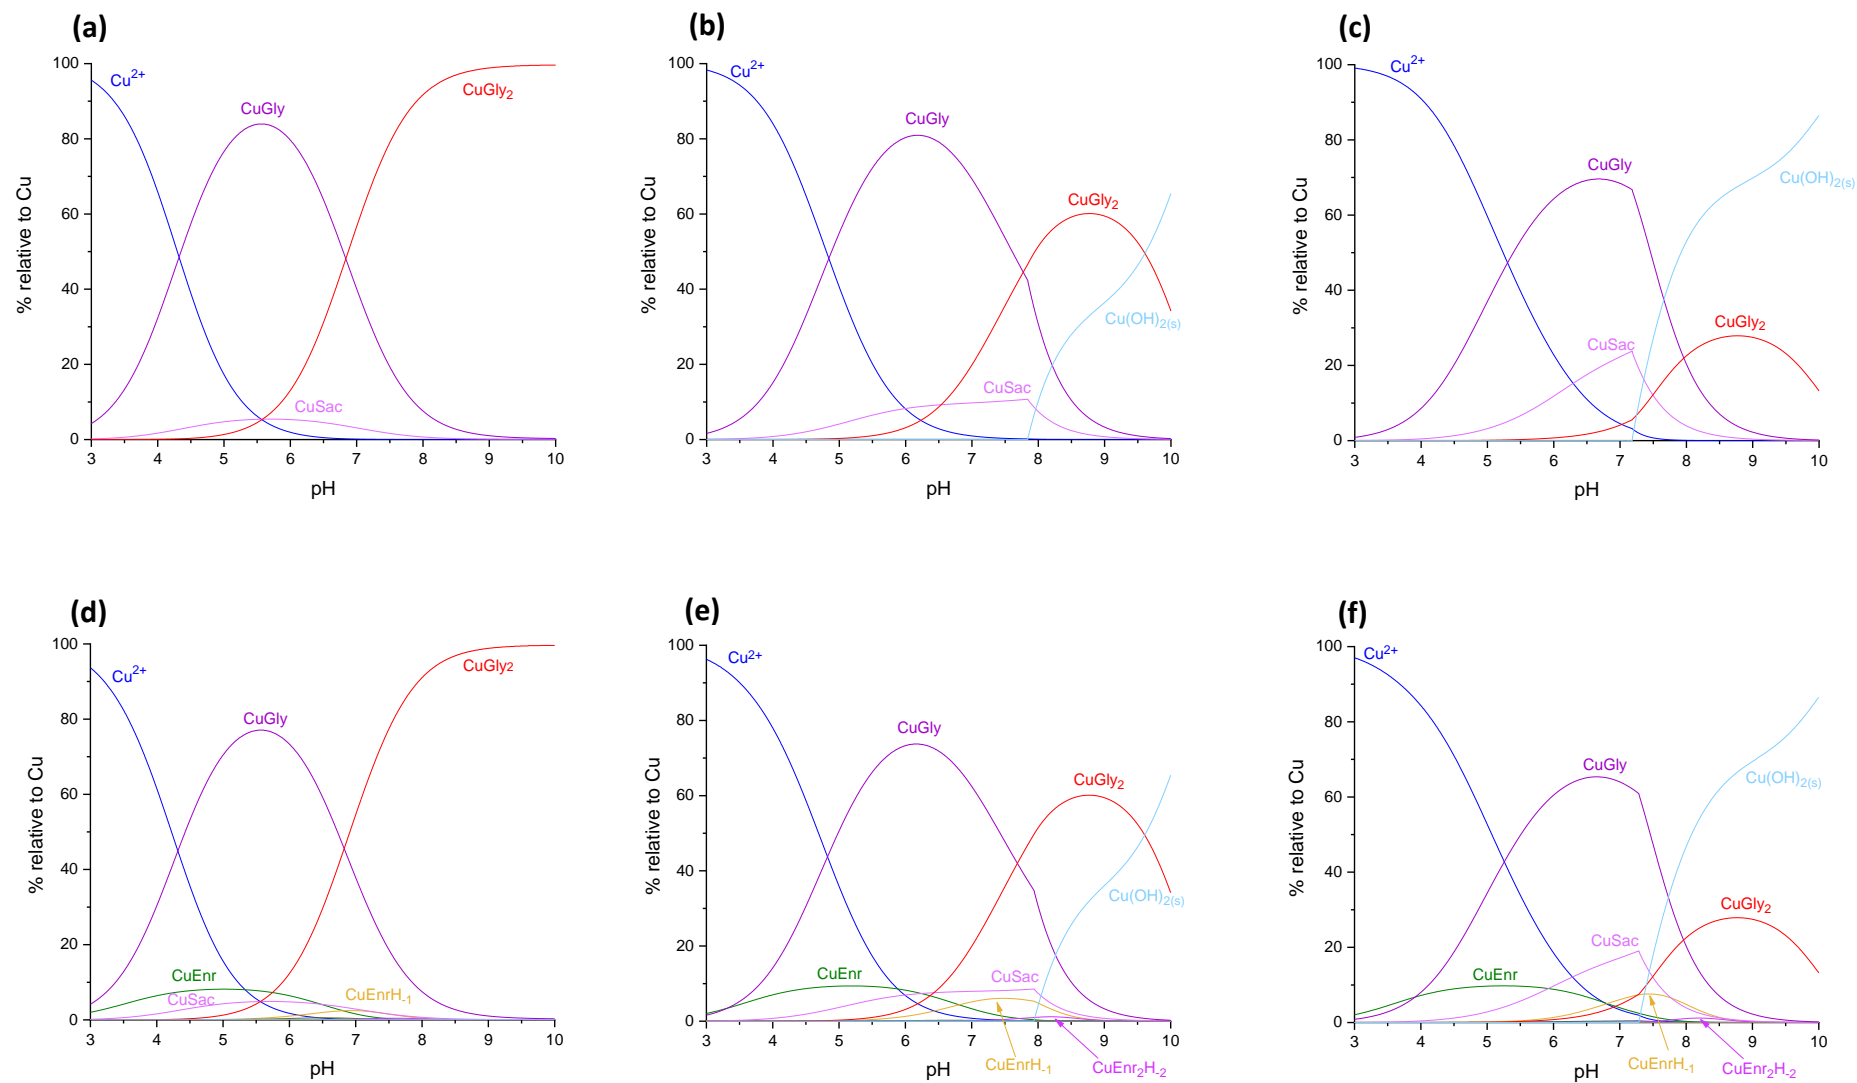 (a)
100
80
60
40
20
0
3 4 5 6 7 8 9 10
pH
% relative to Cu
Cu2+
CuGly
CuGly2
CuSac
(b)
100
80
60
40
20
0
3 4 5 6 7 8 9 10
pH
% relative to Cu
Cu2+
CuGly
CuGly2
Cu(OH)2(s)
CuSac
(c)
100
80
60
40
20
0
3 4 5 6 7 8 9 10
pH
% relative to Cu
Cu2+
CuGly
Cu(OH)2(s)
CuSac
CuGly2
(d)
100
80
60
40
20
0
3 4 5 6 7 8 9 10
pH
% relative to Cu
Cu2+
CuGly
CuGly2
CuEnr
CuSac
CuEnrH-1
(e)
100
80
60
40
20
0
3 4 5 6 7 8 9 10
pH
% relative to Cu
Cu2+
CuGly
CuGly2
Cu(OH)2(s)
CuEnr
CuSac
CuEnrH-1
CuEnr2H-2
(f)
100
80
60
40
20
0
3 4 5 6 7 8 9 10
pH
% relative to Cu
Cu2+
CuGly
Cu(OH)2(s)
CuGly2
CuSac
CuEnr
CuEnrH-1
CuEnr2H-2